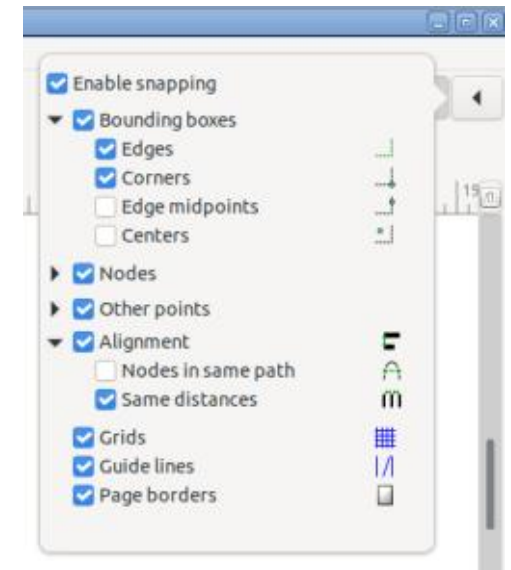 Enable snapping
Bounding boxes
Edges
Corners
Edge midpoints
Centers
Nodes
Other points
Alignment
Nodes in same path
Same distances
Grids
Guide lines
Page borders